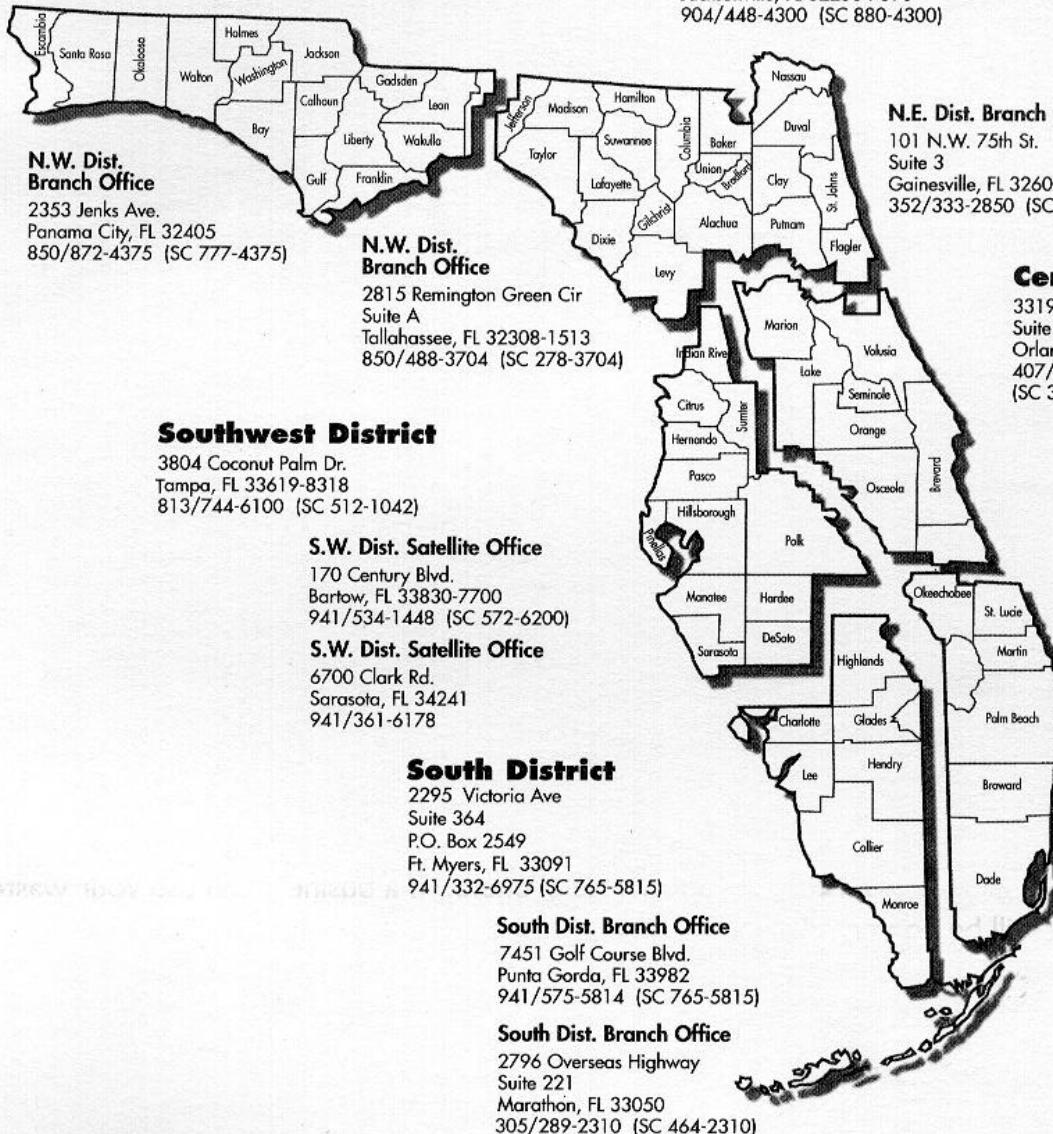 904/448-4300 (SC 880-4300)
Escambia
Santa Rosa
Okaloosa
Walton
Holmes
Washington
Jackson
Bay
Calhoun
Gulf
Liberty
Gadsden
Leon
Wakulla
Franklin
Jefferson
Madison
Hamilton
Taylor
Suwannee
Lafayette
Columbia
Baker
Nassau
Duval
Union
Bradford
Clay
St. Johns
Dixie
Gilchrist
Alachua
Putnam
Flagler
Levy
N.W. Dist.
Branch Office
2353 Jenks Ave.
Panama City, FL 32405
850/872-4375 (SC 777-4375)
N.W. Dist.
Branch Office
2815 Remington Green Cir
Suite A
Tallahassee, FL 32308-1513
850/488-3704 (SC 278-3704)
N.E. Dist. Branch
101 N.W. 75th St.
Suite 3
Gainesville, FL 3260
352/333-2850 (SC
Cer
3319
Suite
Orlar
407/
(SC 3
Marion
Volusia
Lake
Seminole
Orange
Osceola
Brevard
Indian River
Citrus
Sumter
Hernando
Pasco
Hillsborough
Pinellas
Polk
Manatee
Hardee
Sarasota
DeSoto
Southwest District
3804 Coconut Palm Dr.
Tampa, FL 33619-8318
813/744-6100 (SC 512-1042)
S.W. Dist. Satellite Office
170 Century Blvd.
Bartow, FL 33830-7700
941/534-1448 (SC 572-6200)
S.W. Dist. Satellite Office
6700 Clark Rd.
Sarasota, FL 34241
941/361-6178
Okeechobee
St. Lucie
Martin
Palm Beach
Broward
Dade
Highlands
Charlotte
Glades
Lee
Hendry
Collier
Monroe
South District
2295 Victoria Ave
Suite 364
P.O. Box 2549
Ft. Myers, FL 33091
941/332-6975 (SC 765-5815)
South Dist. Branch Office
7451 Golf Course Blvd.
Punta Gorda, FL 33982
941/575-5814 (SC 765-5815)
South Dist. Branch Office
2796 Overseas Highway
Suite 221
Marathon, FL 33050
305/289-2310 (SC 464-2310)